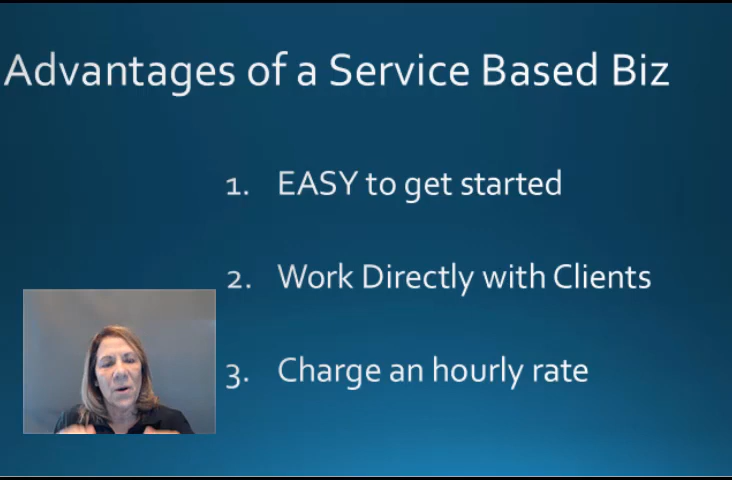 Advantages of a Service Based Biz
1. EASY to get started
2. Work Directly with Clients
3. Charge an hourly rate